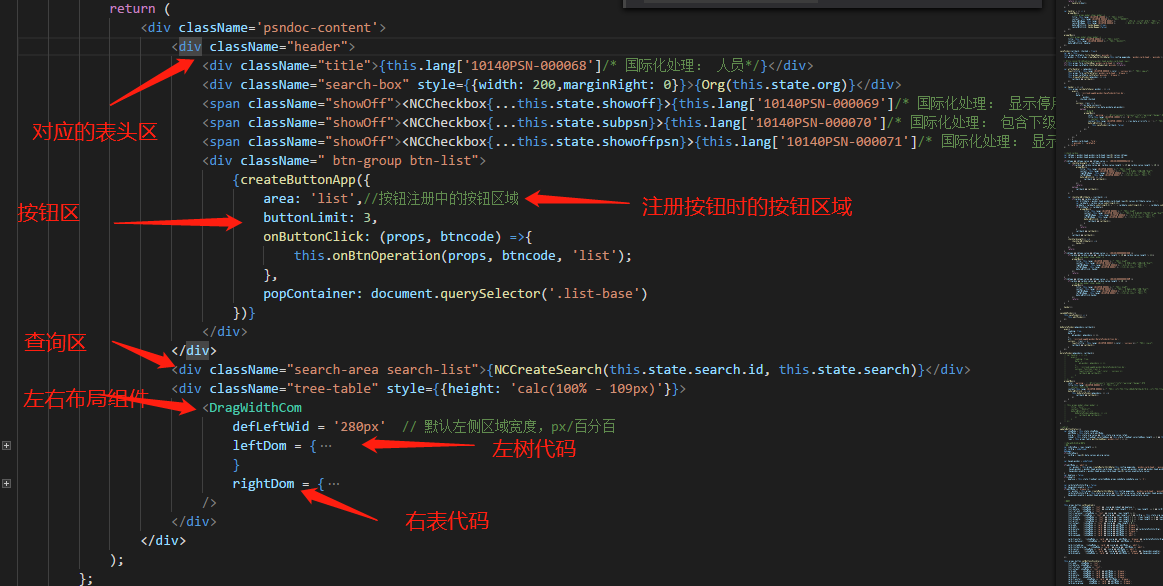 return (
<div className='psndoc-content'>
<div className="header">
<div className="title">{this.lang['10140PSN-000068']/* 国际化处理： 人员*/}</div>
<div className="search-box" style={{width: 200,marginRight: 0}}>{Org(this.state.org)}</div>
<span className="showOff"><NCCheckbox{...this.state.showoff}>{this.lang['10140PSN-000069']/* 国际化处理： 显示停用
<span className="showOff"><NCCheckbox{...this.state.subpsn}>{this.lang['10140PSN-000070']/* 国际化处理： 包含下级
对应的表头区
<span className="showOff"><NCCheckbox{...this.state.showoffpsn}>{this.lang['10140PSN-000071']/* 国际化处理： 显示
<div className=" btn-group btn-list">
{createButtonApp({
area: 'list',//按钮注册中的按钮区域
注册按钮时的按钮区域
按钮区
buttonLimit: 3,
onButtonClick: (props, btncode) =>{
this.onBtnOperation(props, btncode, 'list');
},
popContainer: document.querySelector('.list-base')
})}
</div>
查询区
</div>
<div className="search-area search-list">{NCCreateSearch(this.state.search.id, this.state.search)}</div>
<div className="tree-table" style={{height: 'calc(100% - 109px)'}}>
左右布局组件
<DragWidthCom
defLeftWid = '280px'  // 默认左侧区域宽度，px/百分百
leftDom = {…
左树代码
}
rightDom = {…
/>
右表代码
</div>
</div>
);
};